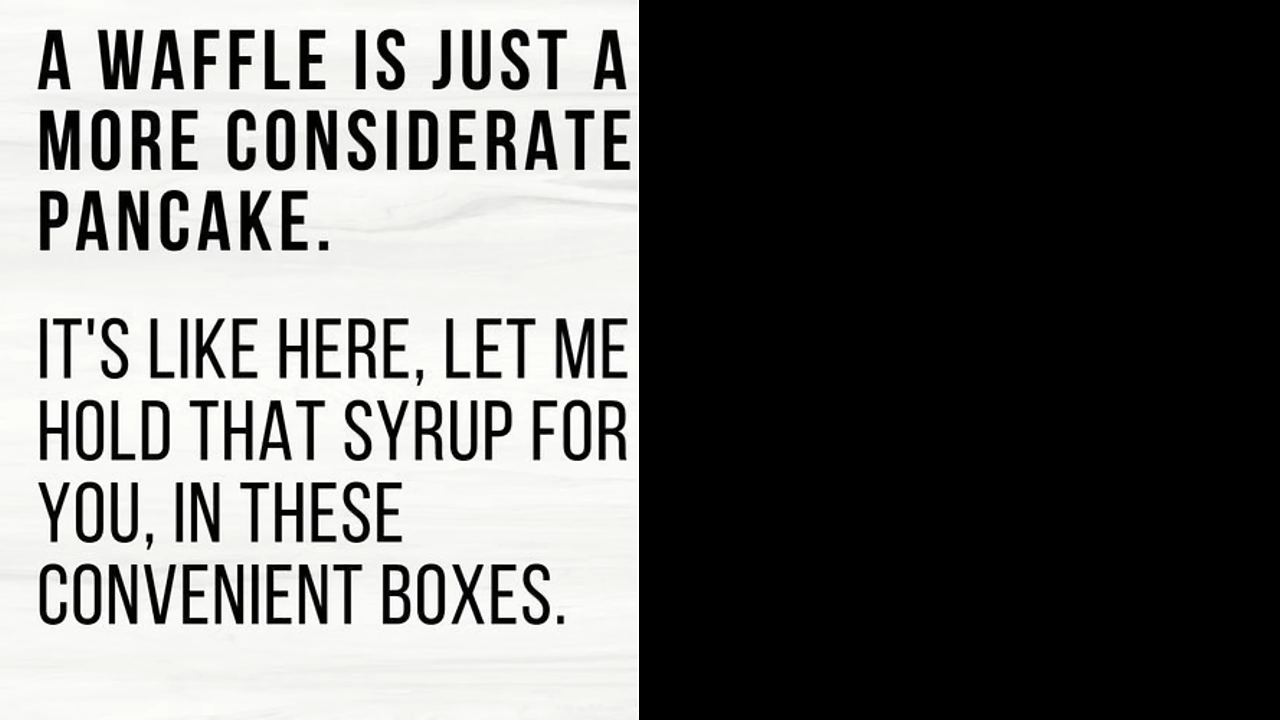 A WAFFLE IS JUST A
MORE CONSIDERATE
PANCAKE.
IT'S LIKE HERE, LET ME
HOLD THAT SYRUP FOR
YOU, IN THESE
CONVENIENT BOXES.